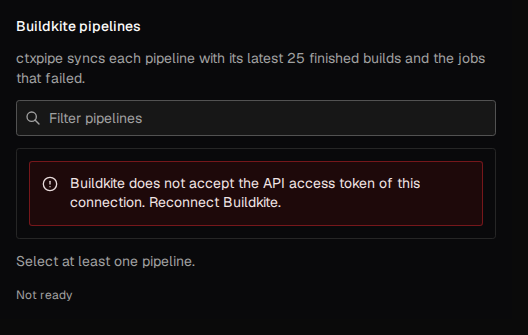 Buildkite pipelines
ctxpipe syncs each pipeline with its latest 25 finished builds and the jobs
that failed.
Filter pipelines
Buildkite does not accept the API access token of this
connection. Reconnect Buildkite.
Select at least one pipeline.
Not ready